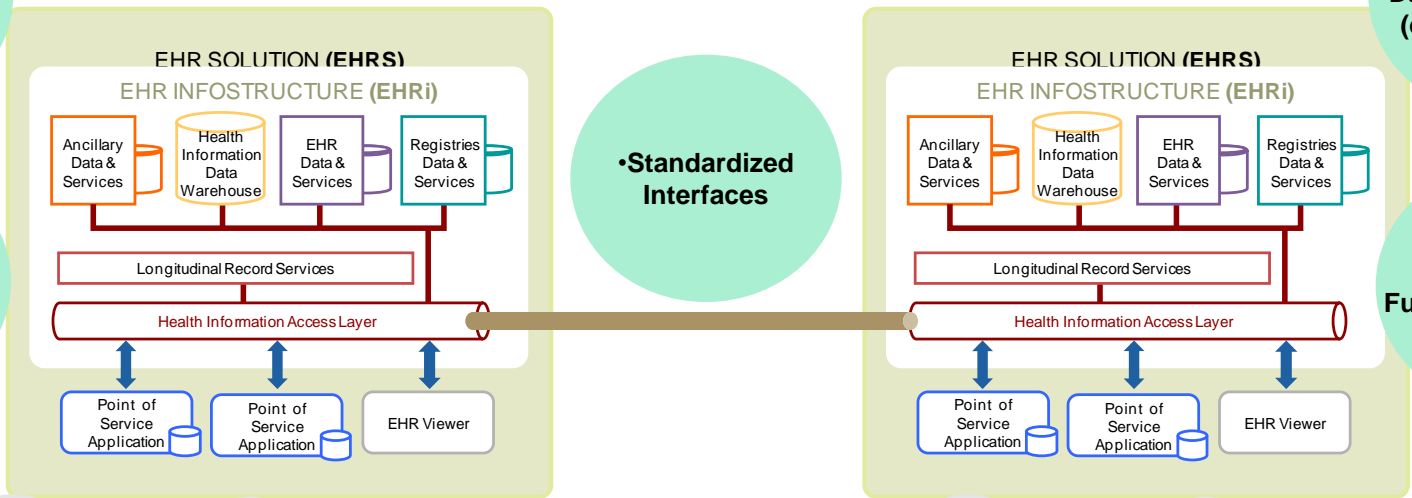 EHR SOLUTION (EHRS)
EHR INFOSTRUCTURE (EHRi)
Ancillary
Data &
Services
Health
Information
Data
Warehouse
EHR
Data &
Services
Registries
Data &
Services
Longitudinal Record Services
Health Information Access Layer
Point of
Service
Application
Point of
Service
Application
EHR Viewer
•Standardized
Interfaces
EHR SOLUTION (EHRS)
EHR INFOSTRUCTURE (EHRi)
Ancillary
Data &
Services
Health
Information
Data
Warehouse
EHR
Data &
Services
Registries
Data &
Services
Longitudinal Record Services
Health Information Access Layer
Point of
Service
Application
Point of
Service
Application
EHR Viewer